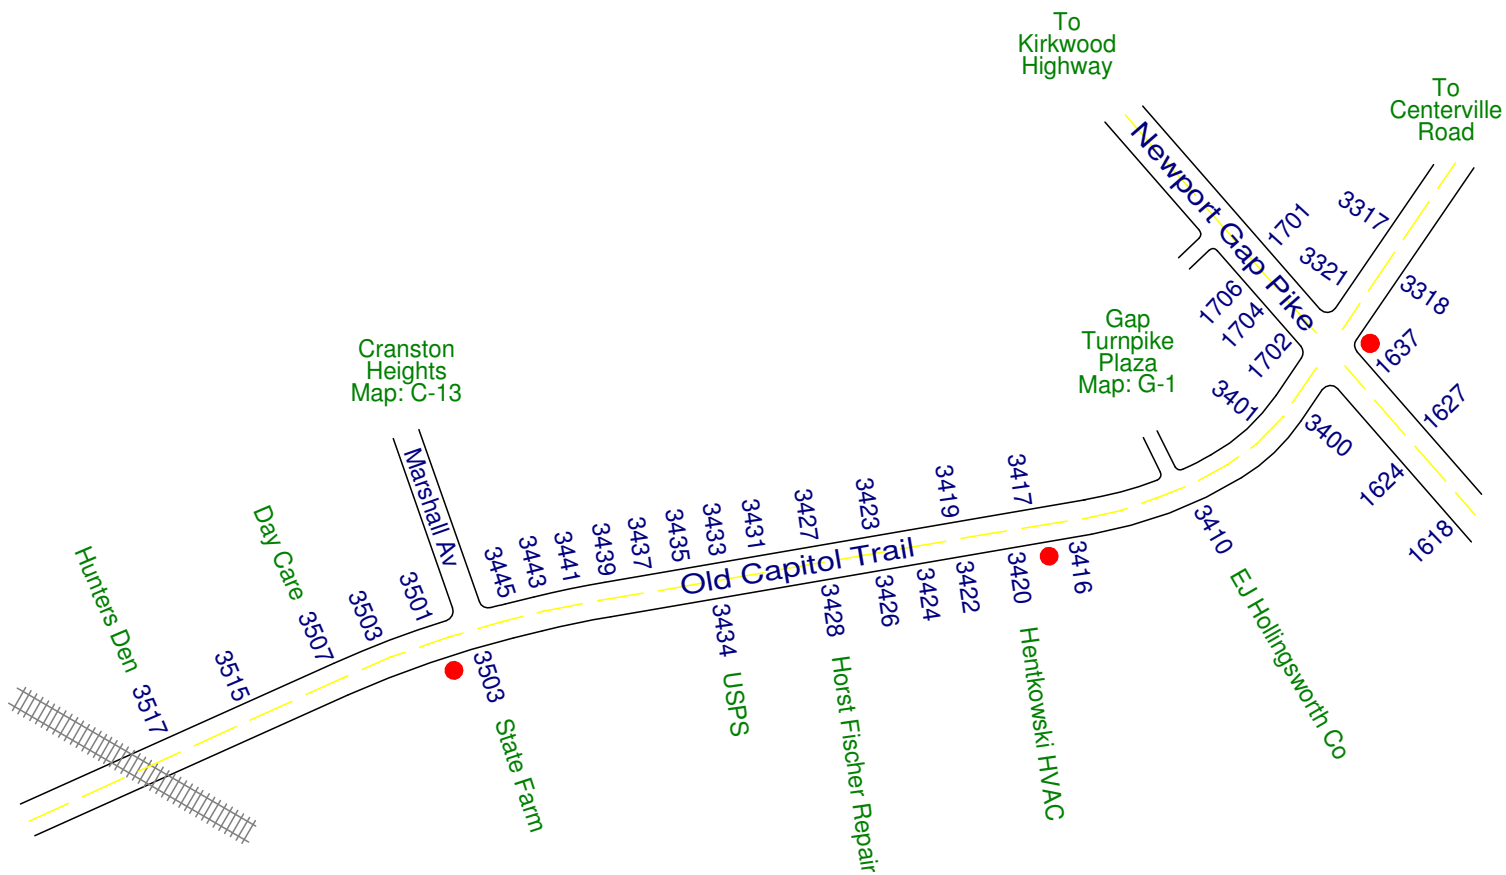 To
Kirkwood
Highway
To
Centerville
Road
Newport Gap Pike
1701
3317
3321
3318
1706
1704
1702
1637
1627
3401
3400
1624
1618
Gap
Turnpike
Plaza
Map: G-1
Cranston
Heights
Map: C-13
Marshall Av
Old Capitol Trail
Hunters Den
3517
3515
Day Care
3507
3503
3501
3445
3443
3441
3439
3437
3435
3433
3431
3427
3423
3419
3417
3503
State Farm
3434
USPS
3428
Horst Fischer Repair
3426
3424
3422
3420
Hentkowski HVAC
3416
3410
EJ Hollingsworth Co